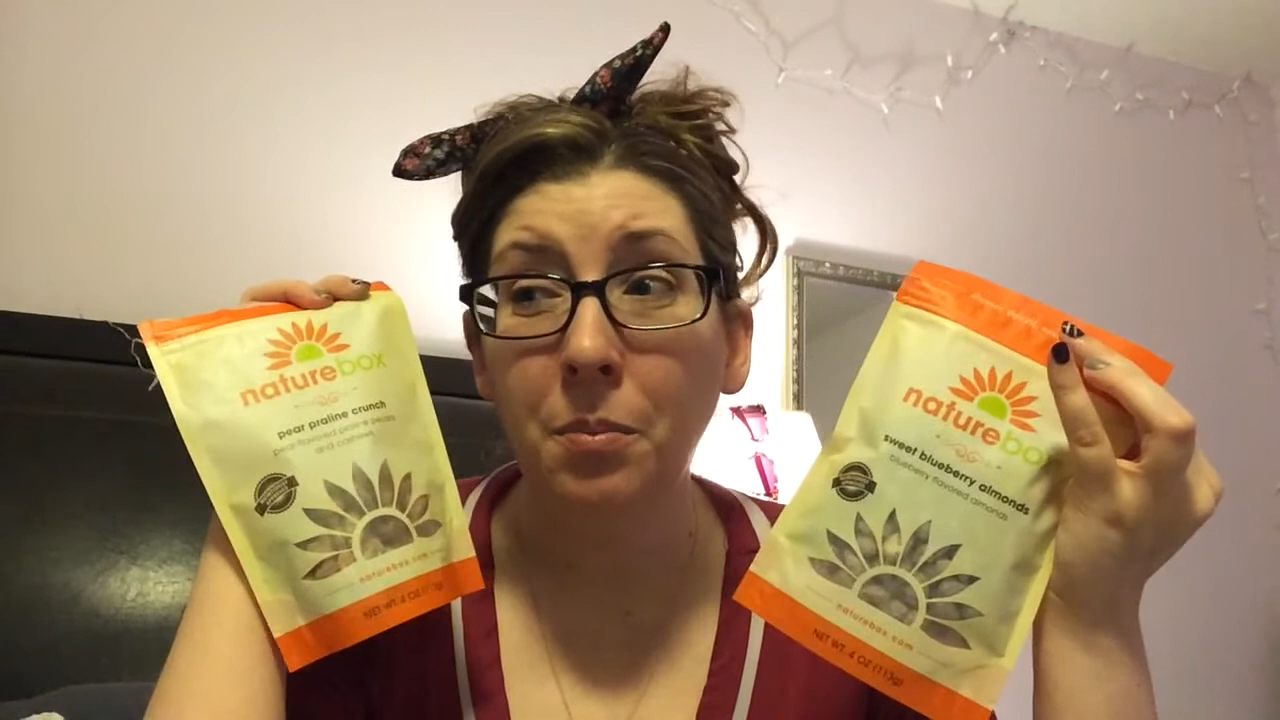 naturebox
pear praline crunch
pear flavored praline pecans
and cashews
naturebox.com
NET WT. 4 OZ
naturebox
sweet blueberry almonds
blueberry flavored almonds
naturebox.com
NET WT. 4 OZ (113g)